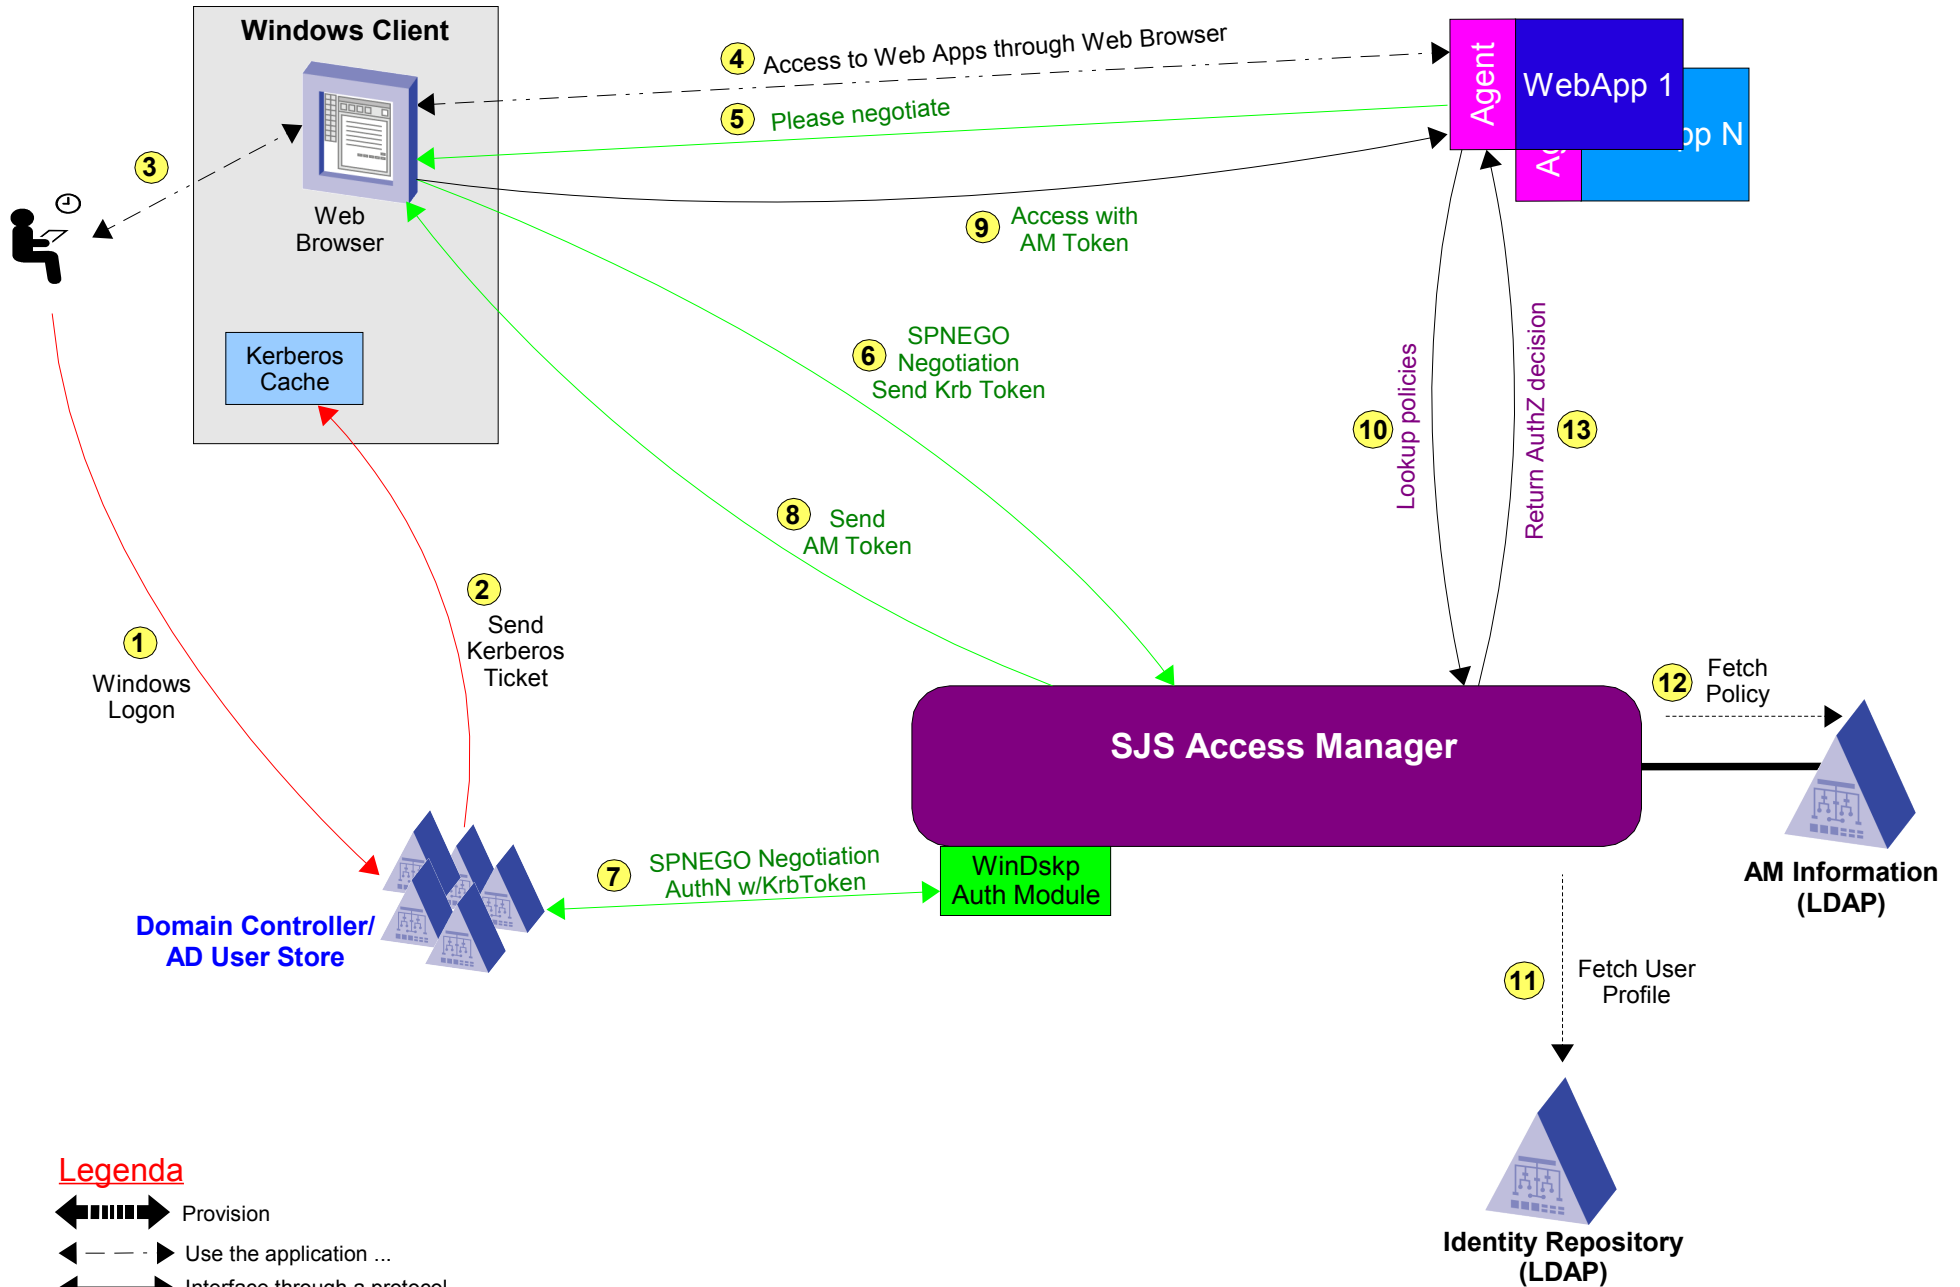 Windows Client
4 Access to Web Apps through Web Browser
5 Please negotiate
Agent
WebApp 1
pp N
3
Web
Browser
9 Access with
AM Token
Kerberos
Cache
6 SPNEGO
Negotiation
Send Krb Token
10 Lookup policies
Return AuthZ decision 13
8 Send
AM Token
2
Send
Kerberos
Ticket
1
Windows
Logon
12 Fetch
Policy
SJS Access Manager
7 SPNEGO Negotiation
AuthN w/KrbToken
WinDskp
Auth Module
AM Information
(LDAP)
Domain Controller/
AD User Store
11 Fetch User
Profile
Legenda
Provision
Use the application ...
Interface through a protocol
Identity Repository
(LDAP)